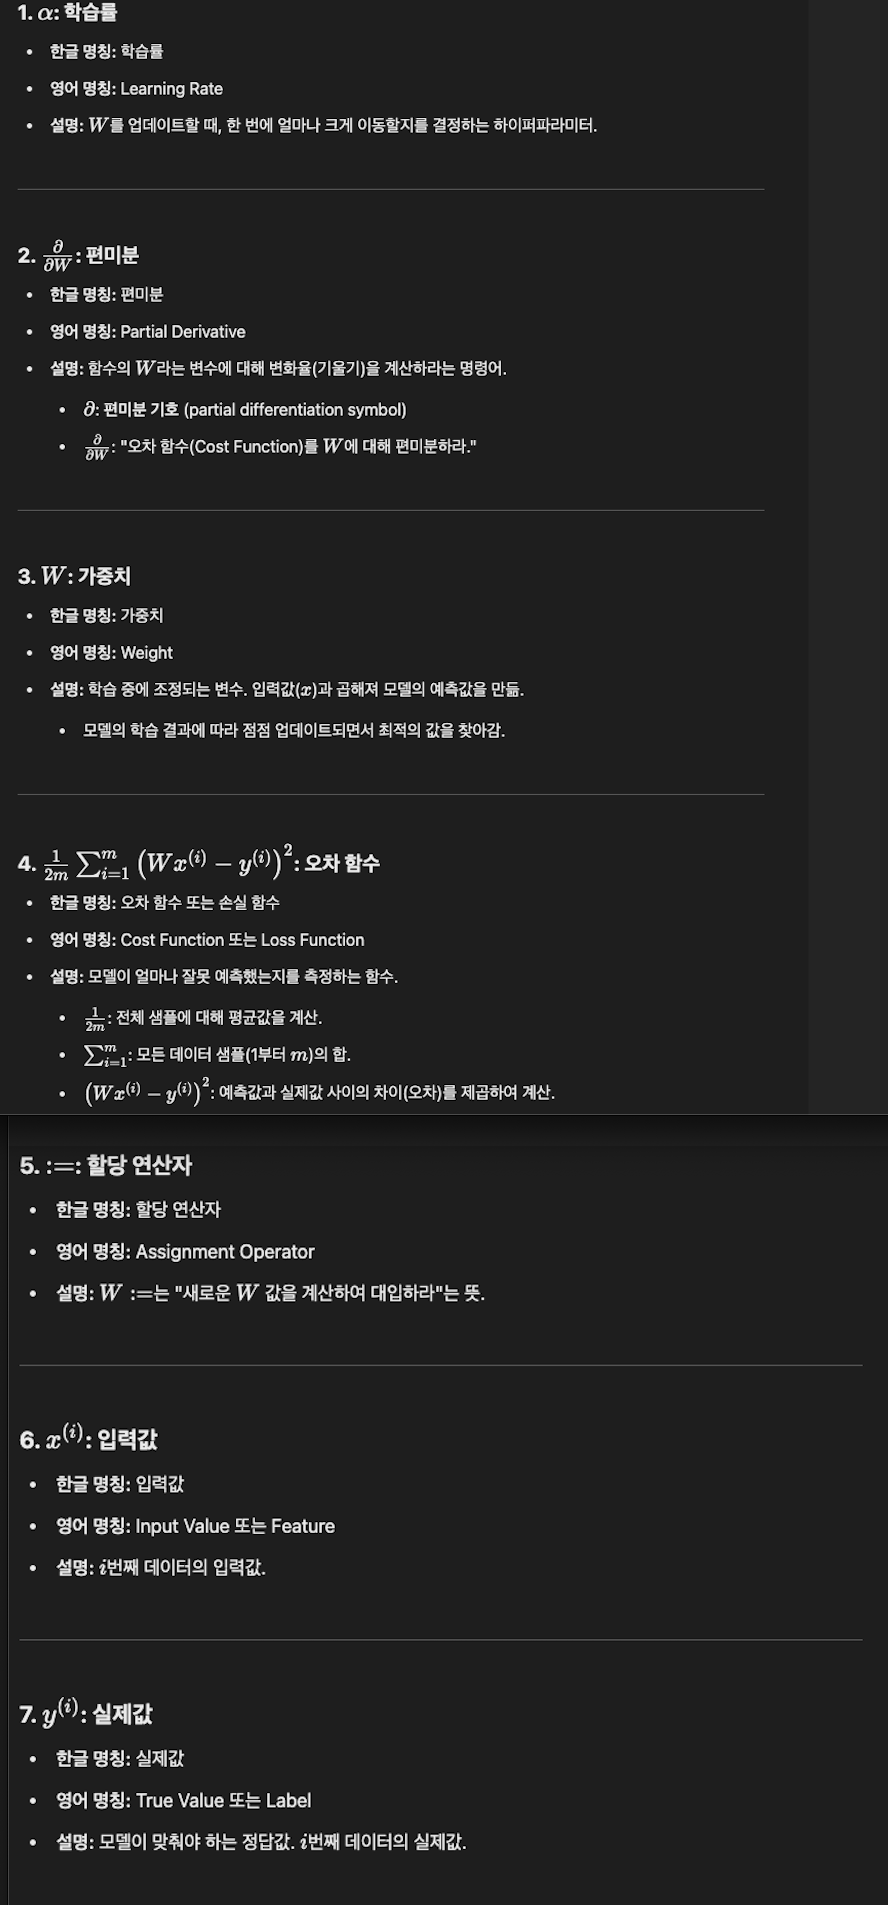 1. α: 학습률
• 한글 명칭: 학습률
• 영어 명칭: Learning Rate
• 설명: W를 업데이트할 때, 한 번에 얼마나 크게 이동할지를 결정하는 하이퍼파라미터.
2. ∂/∂W: 편미분
• 한글 명칭: 편미분
• 영어 명칭: Partial Derivative
• 설명: 함수의 W라는 변수에 대해 변화율(기울기)을 계산하라는 명령어.
• ∂: 편미분 기호 (partial differentiation symbol)
• ∂/∂W: "오차 함수(Cost Function)를 W에 대해 편미분하라."
3. W: 가중치
• 한글 명칭: 가중치
• 영어 명칭: Weight
• 설명: 학습 중에 조정되는 변수. 입력값(x)과 곱해져 모델의 예측값을 만듦.
• 모델의 학습 결과에 따라 점점 업데이트되면서 최적의 값을 찾아감.
4. 1/2m ∑_{i=1}^{m} (Wx^{(i)} − y^{(i)})^2: 오차 함수
• 한글 명칭: 오차 함수 또는 손실 함수
• 영어 명칭: Cost Function 또는 Loss Function
• 설명: 모델이 얼마나 잘못 예측했는지를 측정하는 함수.
• 1/2m: 전체 샘플에 대해 평균값을 계산.
• ∑_{i=1}^{m}: 모든 데이터 샘플(1부터 m)의 합.
• (Wx^{(i)} − y^{(i)})^2: 예측값과 실제값 사이의 차이(오차)를 제곱하여 계산.
5. :=: 할당 연산자
• 한글 명칭: 할당 연산자
• 영어 명칭: Assignment Operator
• 설명: W :=는 "새로운 W 값을 계산하여 대입하라"는 뜻.
6. x^{(i)}: 입력값
• 한글 명칭: 입력값
• 영어 명칭: Input Value 또는 Feature
• 설명: i번째 데이터의 입력값.
7. y^{(i)}: 실제값
• 한글 명칭: 실제값
• 영어 명칭: True Value 또는 Label
• 설명: 모델이 맞춰야 하는 정답값. i번째 데이터의 실제값.